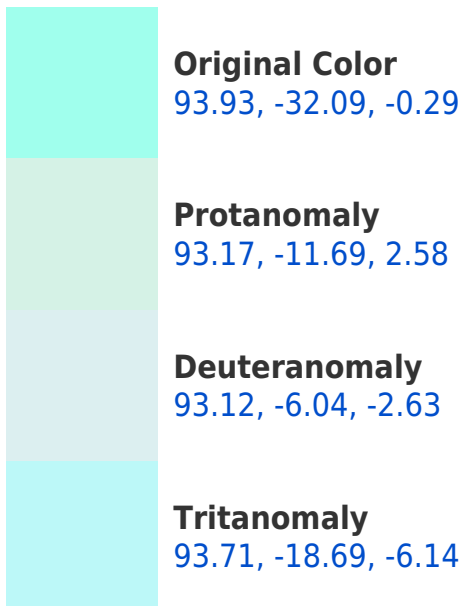 Original Color
93.93, -32.09, -0.29
Protanomaly
93.17, -11.69, 2.58
Deuteranomaly
93.12, -6.04, -2.63
Tritanomaly
93.71, -18.69, -6.14